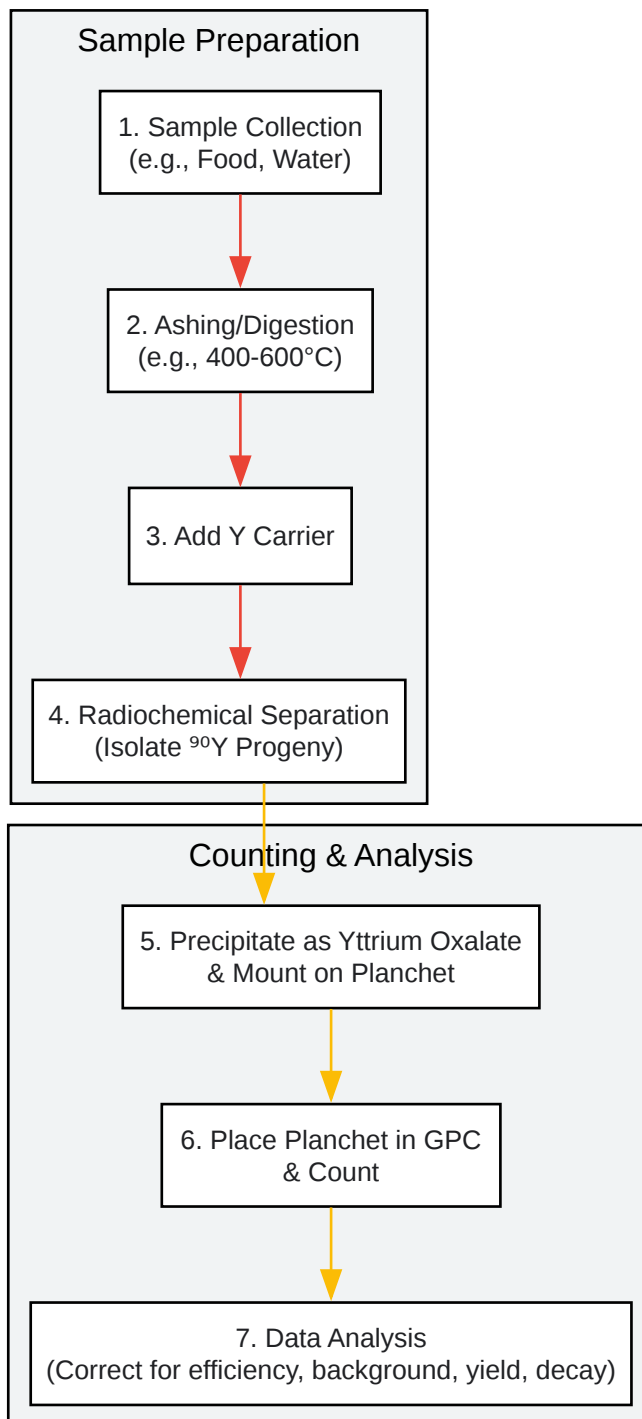 Sample Preparation
1. Sample Collection
(e.g., Food, Water)
2. Ashing/Digestion
(e.g., 400-600°C)
3. Add Y Carrier
4. Radiochemical Separation
(Isolate ⁹⁰Y Progeny)
Counting & Analysis
5. Precipitate as Yttrium Oxalate
& Mount on Planchet
6. Place Planchet in GPC
& Count
7. Data Analysis
(Correct for efficiency, background, yield, decay)